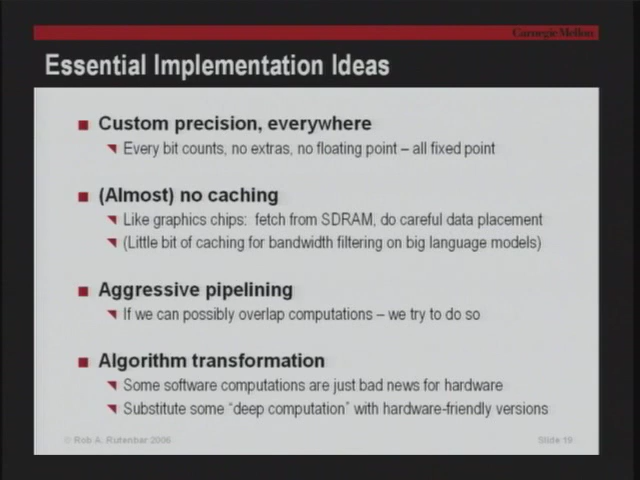 Carnegie Mellon
Essential Implementation Ideas
Custom precision, everywhere
Every bit counts, no extras, no floating point – all fixed point
(Almost) no caching
Like graphics chips: fetch from SDRAM, do careful data placement
(Little bit of caching for bandwidth filtering on big language models)
Aggressive pipelining
If we can possibly overlap computations – we try to do so
Algorithm transformation
Some software computations are just bad news for hardware
Substitute some “deep computation” with hardware-friendly versions
© Rob A. Rutenbar 2006
Slide 19